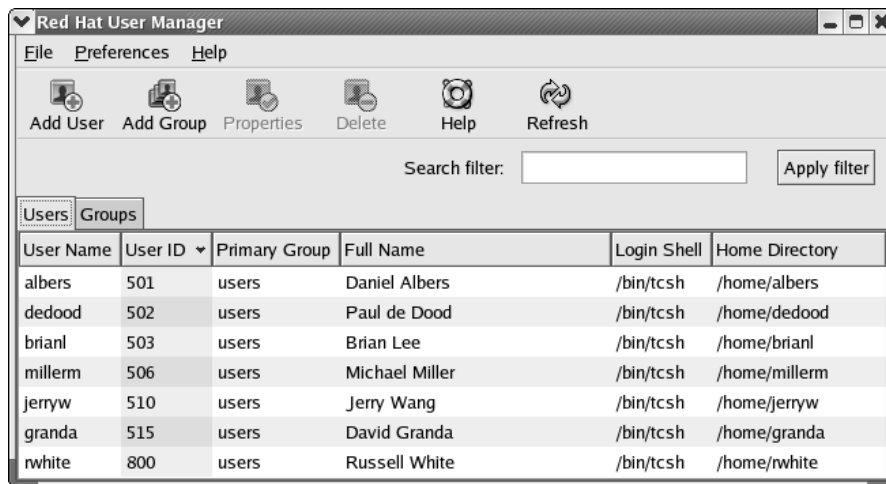 Red Hat User Manager
File Preferences Help
Add User Add Group Properties Delete Help Refresh
Search filter: Apply filter
Users Groups
User Name User ID Primary Group Full Name Login Shell Home Directory
albers 501 users Daniel Albers /bin/tcsh /home/albers
dedood 502 users Paul de Dood /bin/tcsh /home/dedood
brianl 503 users Brian Lee /bin/tcsh /home/brianl
millerm 506 users Michael Miller /bin/tcsh /home/millerm
jerryw 510 users Jerry Wang /bin/tcsh /home/jerryw
granda 515 users David Granda /bin/tcsh /home/granda
rwhite 800 users Russell White /bin/tcsh /home/rwhite